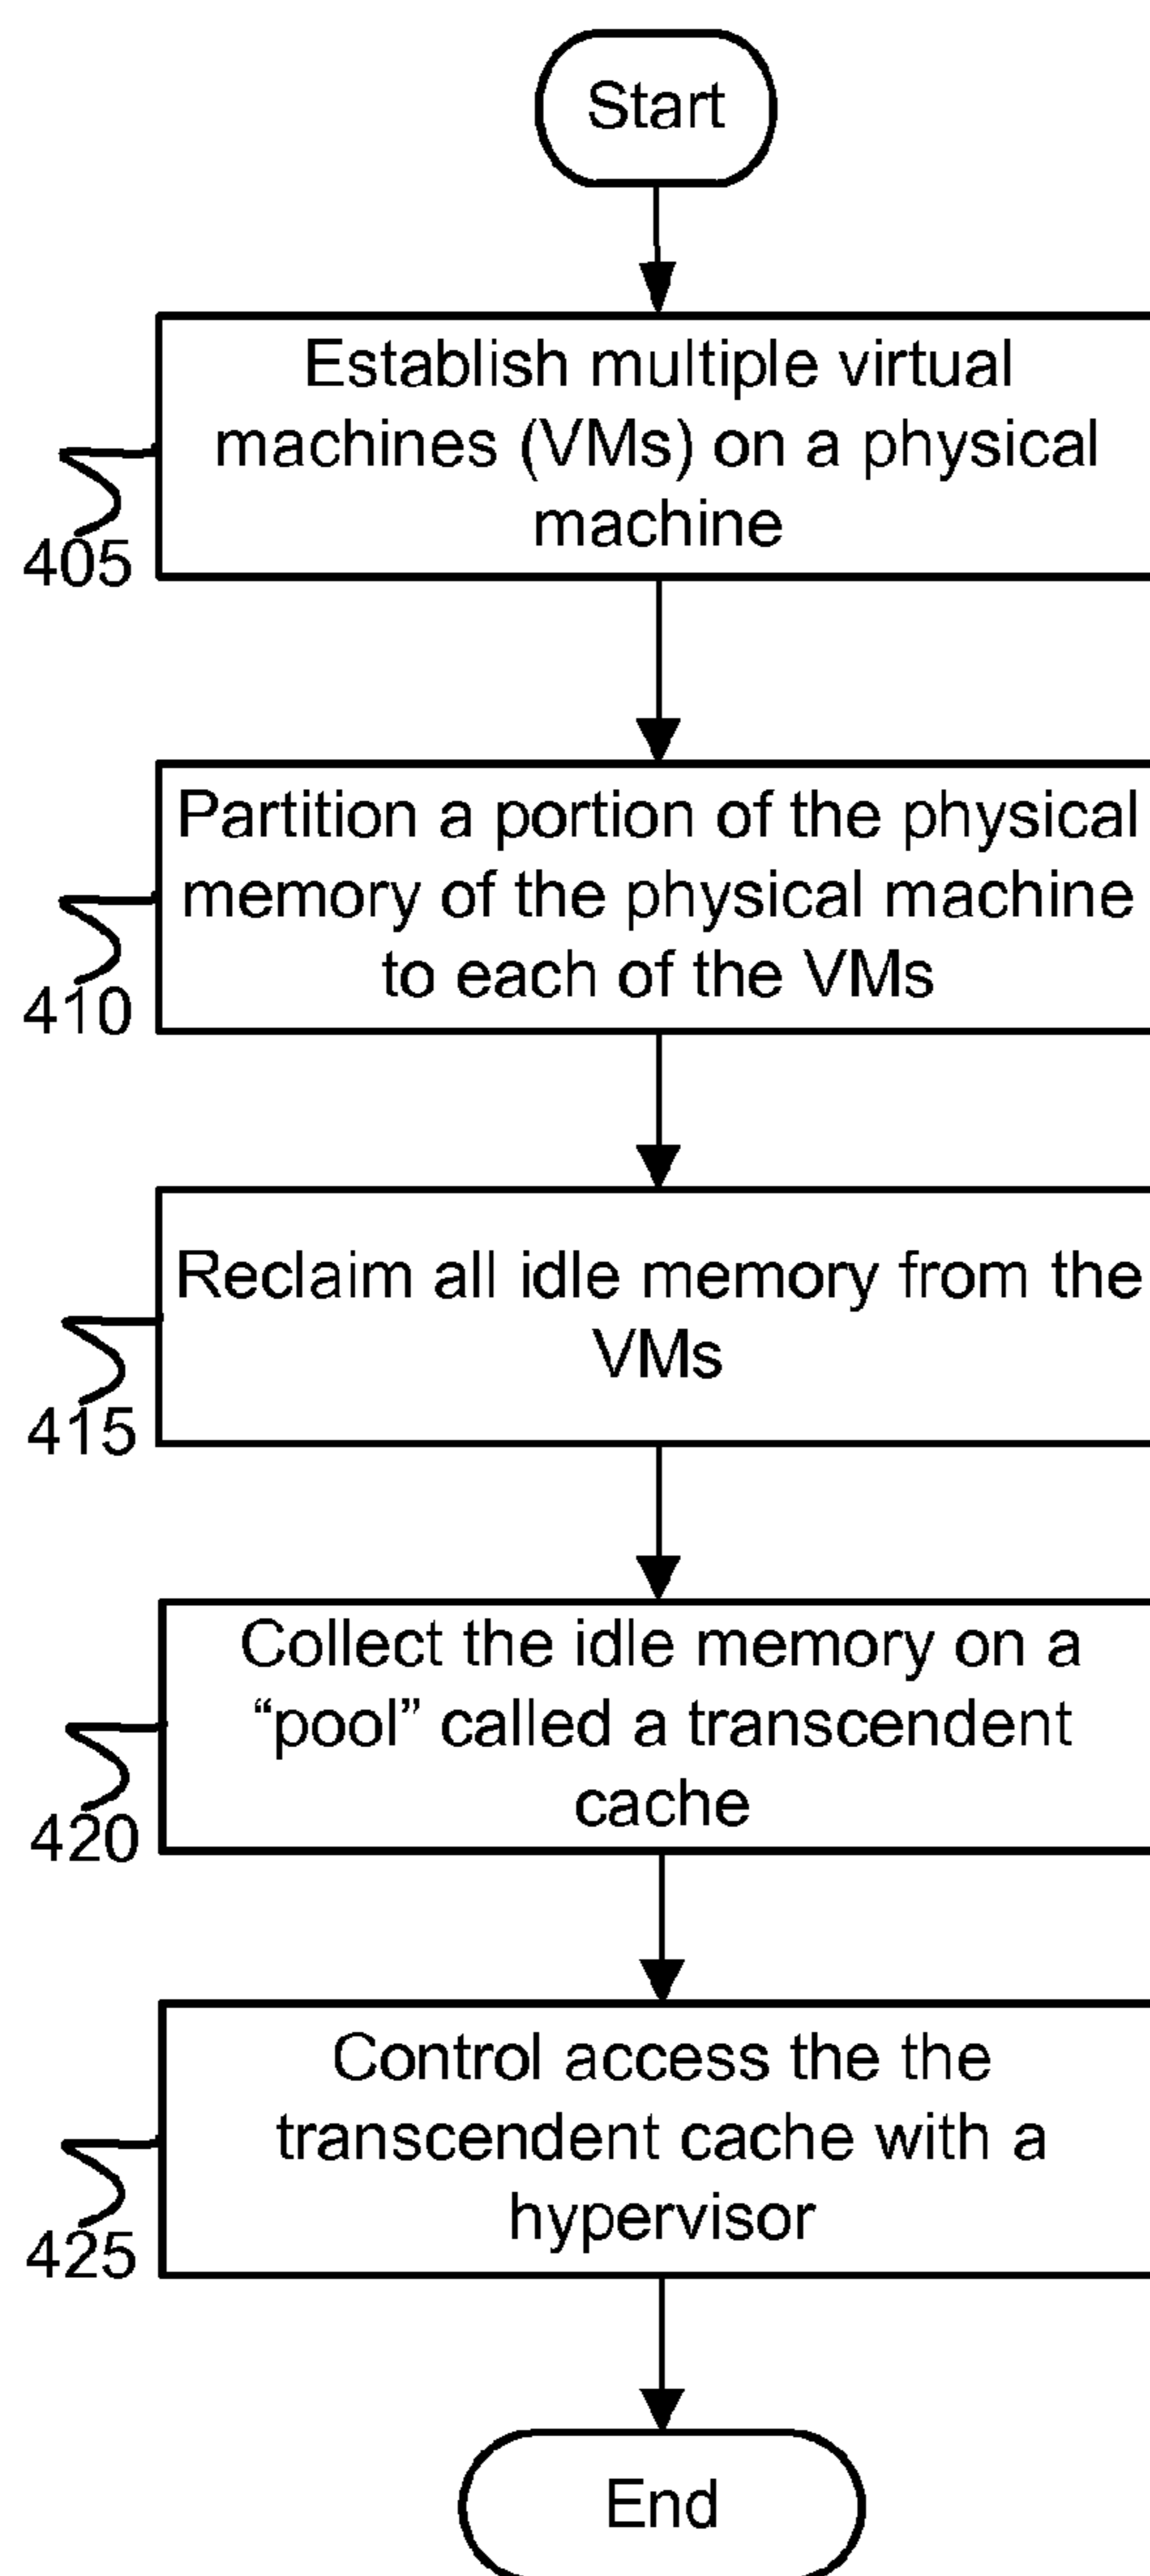 Start
Establish multiple virtual
machines (VMs) on a physical
machine
405
Partition a portion of the physical
memory of the physical machine
to each of the VMs
410
Reclaim all idle memory from the
VMs
415
Collect the idle memory on a
“pool” called a transcendent
cache
420
Control access the the
transcendent cache with a
hypervisor
425
End